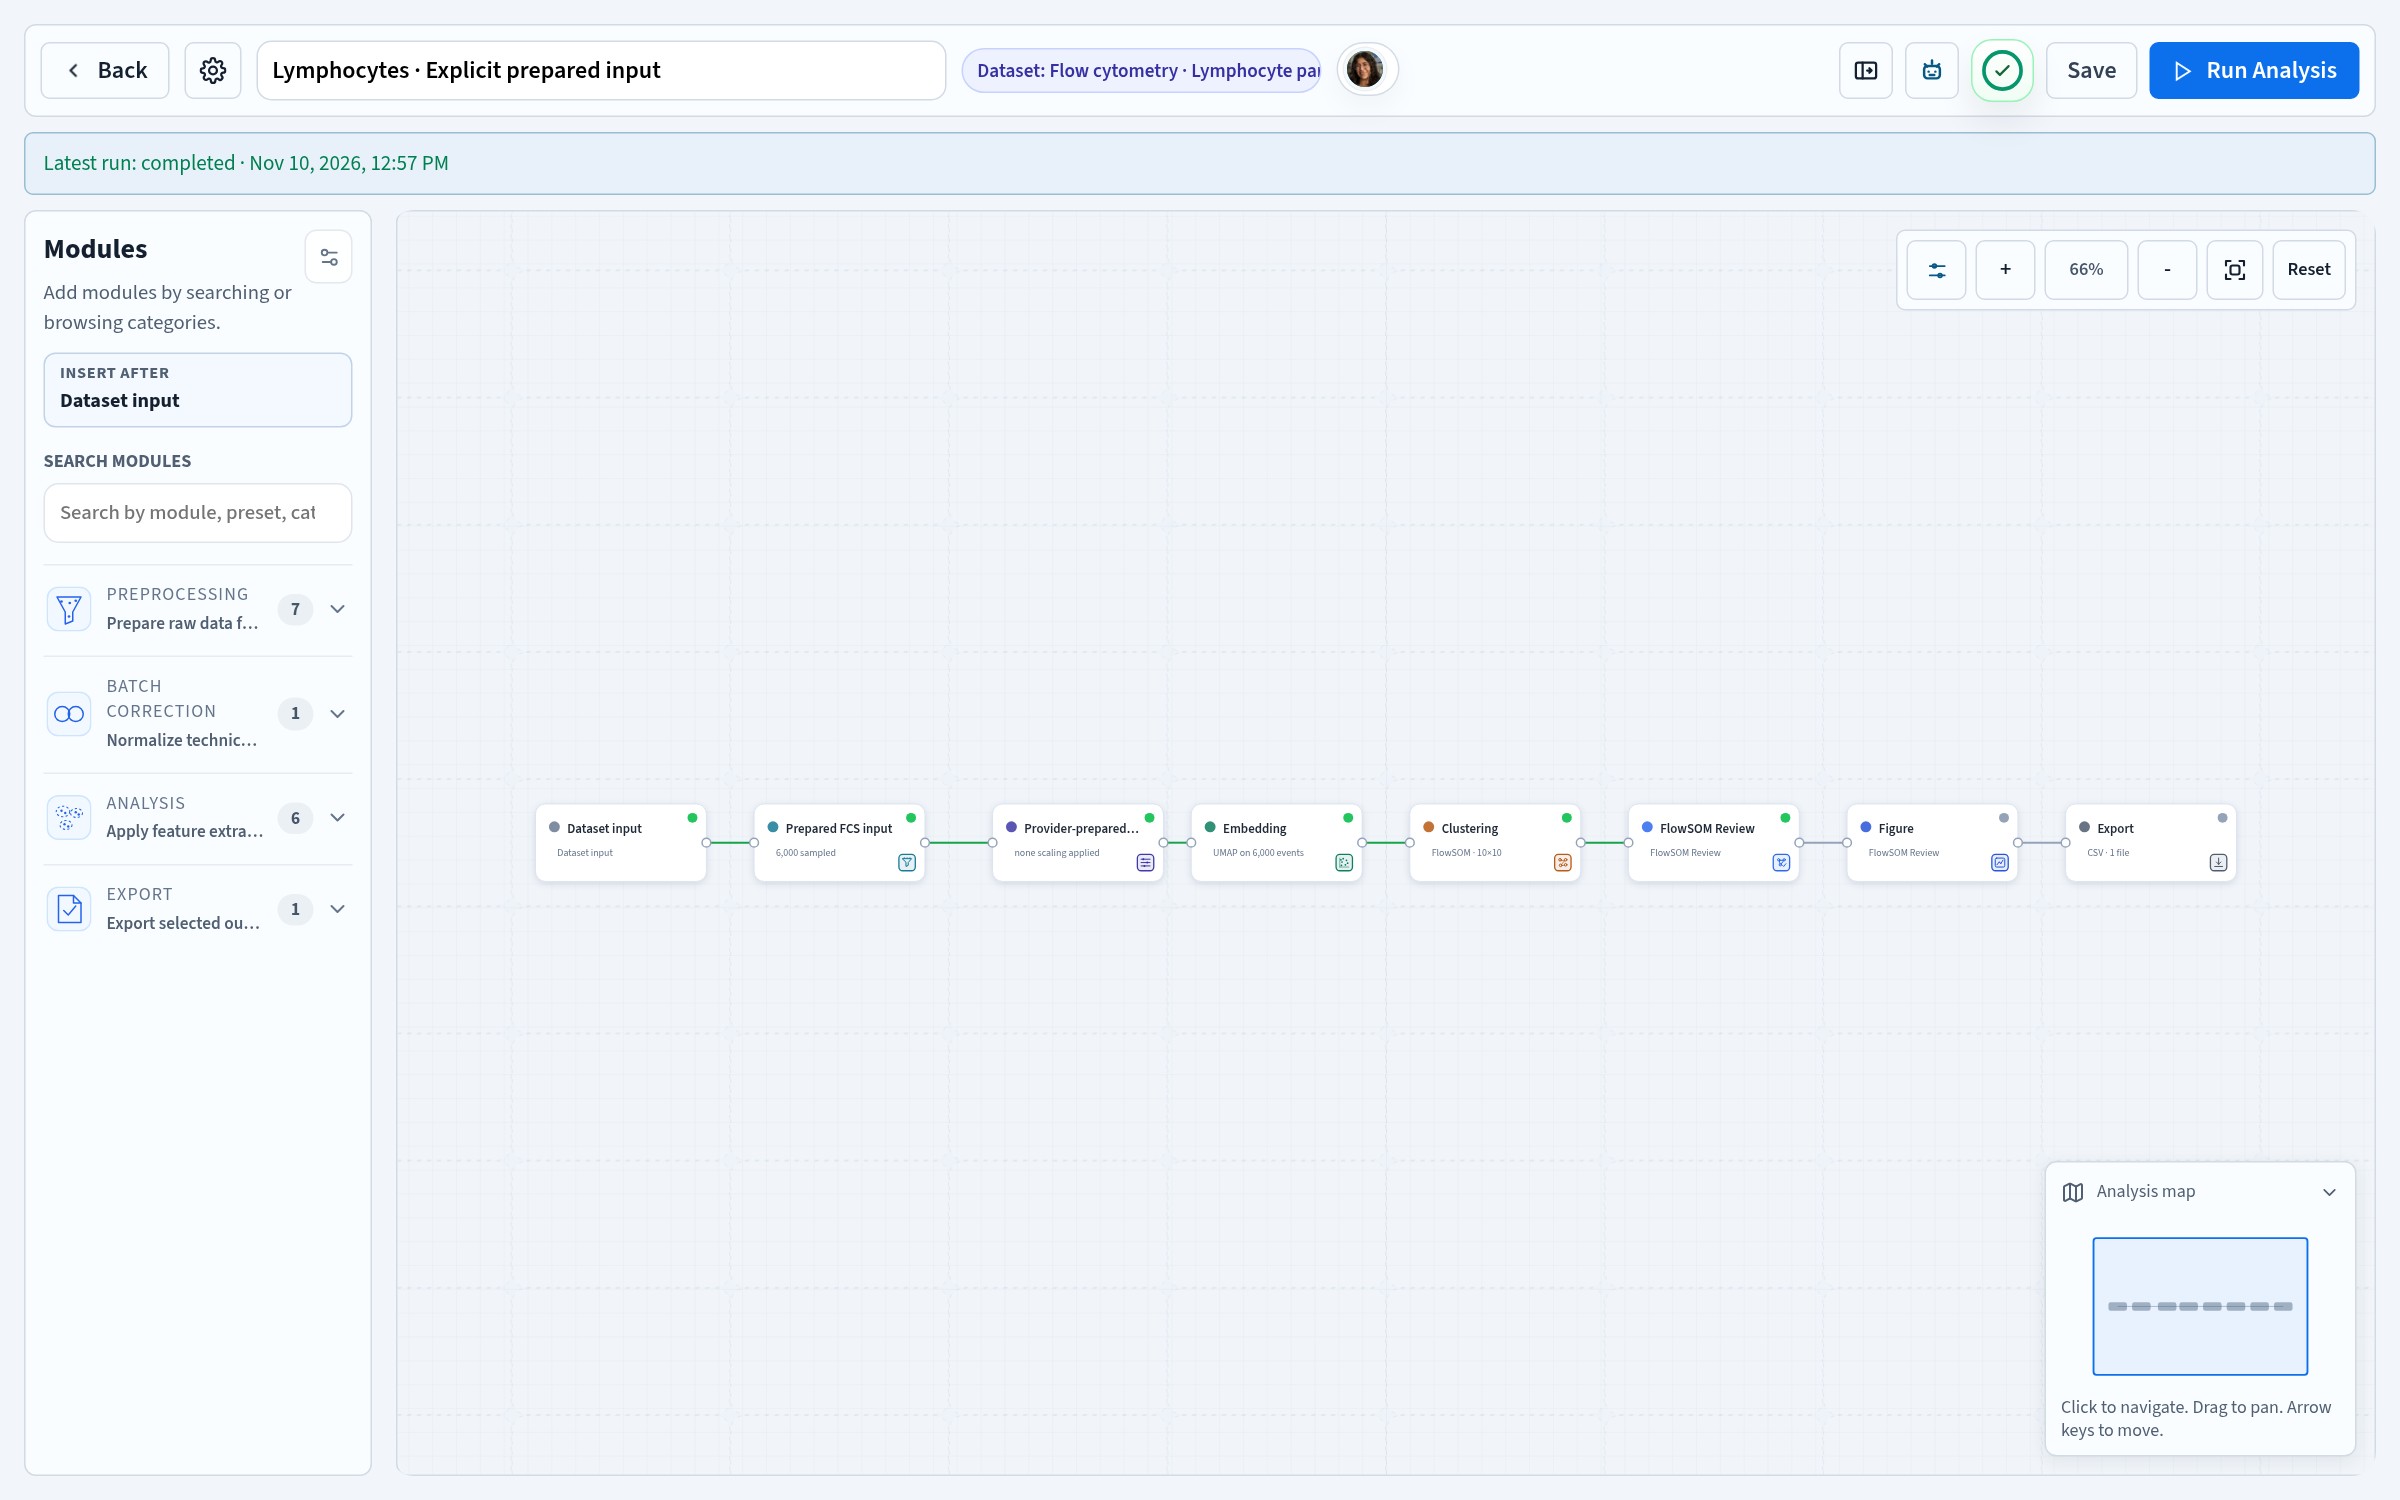 Back
Lymphocytes · Explicit prepared input
Dataset: Flow cytometry · Lymphocyte pa
Save
Run Analysis
Latest run: completed · Nov 10, 2026, 12:57 PM
Modules
Add modules by searching or
browsing categories.
INSERT AFTER
Dataset input
SEARCH MODULES
Search by module, preset, cat
PREPROCESSING
Prepare raw data f...
7
BATCH
CORRECTION
Normalize technic...
1
ANALYSIS
Apply feature extra...
6
EXPORT
Export selected ou...
1
+
66%
-
Reset
Dataset input
Dataset input
Prepared FCS input
6,000 sampled
Provider-prepared...
none scaling applied
Embedding
UMAP on 6,000 events
Clustering
FlowSOM · 10×10
FlowSOM Review
FlowSOM Review
Figure
FlowSOM Review
Export
CSV · 1 file
Analysis map
Click to navigate. Drag to pan. Arrow
keys to move.